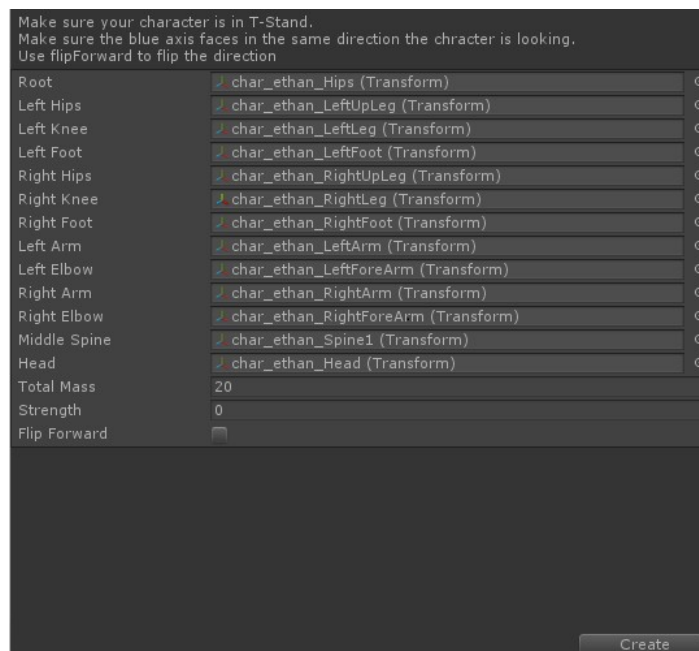 Make sure your character is in T-Stand.
Make sure the blue axis faces in the same direction the chracter is looking.
Use flipForward to flip the direction
Root char_ethan_Hips (Transform)
Left Hips char_ethan_LeftUpLeg (Transform)
Left Knee char_ethan_LeftLeg (Transform)
Left Foot char_ethan_LeftFoot (Transform)
Right Hips char_ethan_RightUpLeg (Transform)
Right Knee char_ethan_RightLeg (Transform)
Right Foot char_ethan_RightFoot (Transform)
Left Arm char_ethan_LeftArm (Transform)
Left Elbow char_ethan_LeftForeArm (Transform)
Right Arm char_ethan_RightArm (Transform)
Right Elbow char_ethan_RightForeArm (Transform)
Middle Spine char_ethan_Spine1 (Transform)
Head char_ethan_Head (Transform)
Total Mass 20
Strength 0
Flip Forward
Create